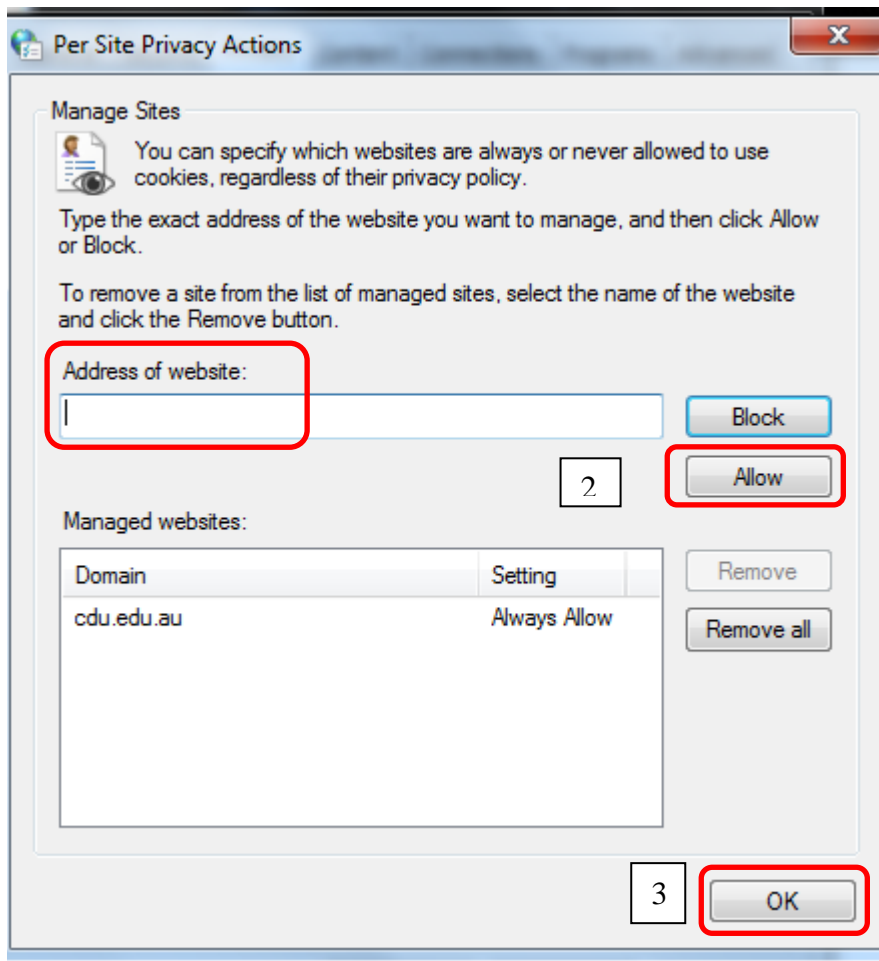 Per Site Privacy Actions
Manage Sites
You can specify which websites are always or never allowed to use
cookies, regardless of their privacy policy.
Type the exact address of the website you want to manage, and then click Allow
or Block.
To remove a site from the list of managed sites, select the name of the website
and click the Remove button.
Address of website:
Block
Allow
2
Managed websites:
Domain Setting
Remove
cdu.edu.au Always Allow
Remove all
3
OK